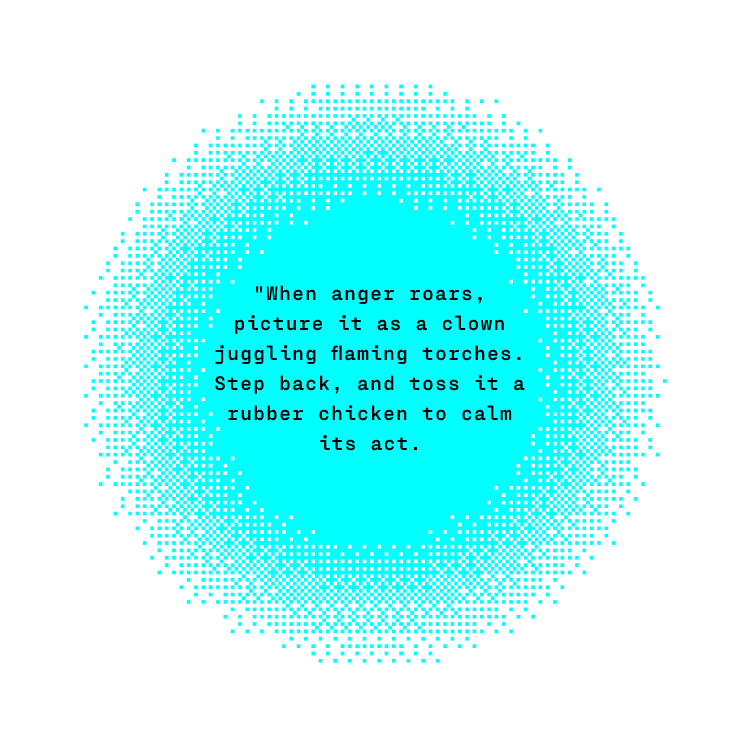 "When anger roars,
picture it as a clown
juggling flaming torches.
Step back, and toss it a
rubber chicken to calm
its act.